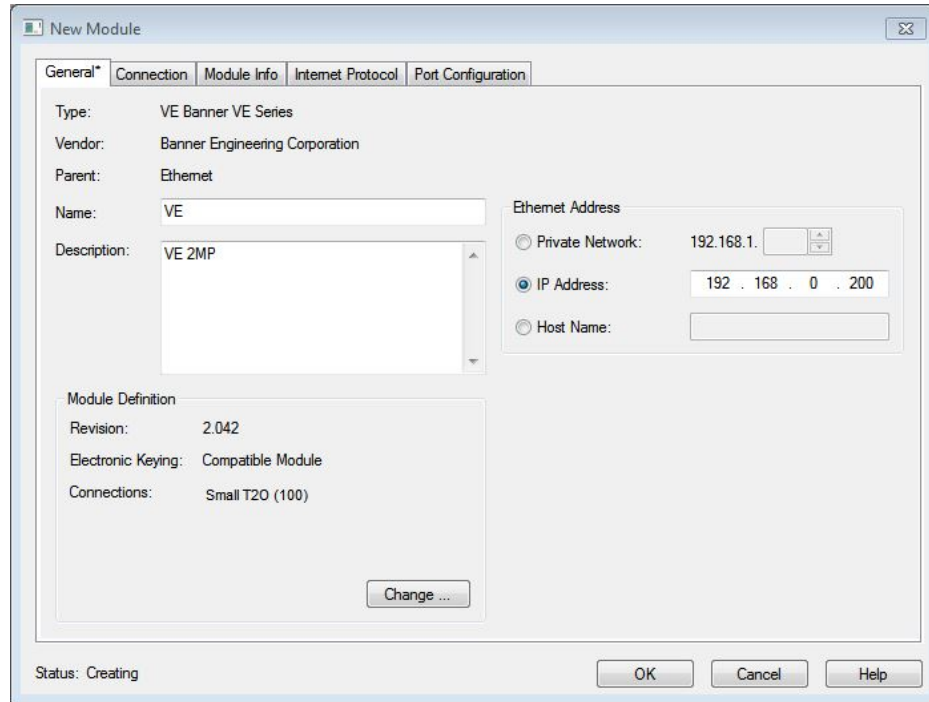 New Module
General* Connection Module Info Internet Protocol Port Configuration
Type: VE Banner VE Series
Vendor: Banner Engineering Corporation
Parent: Ethernet
Name: VE
Description: VE 2MP
Ethernet Address
Private Network: 192.168.1.
IP Address: 192 . 168 . 0 . 200
Host Name:
Module Definition
Revision: 2.042
Electronic Keying: Compatible Module
Connections: Small T2O (100)
Change ...
Status: Creating
OK Cancel Help